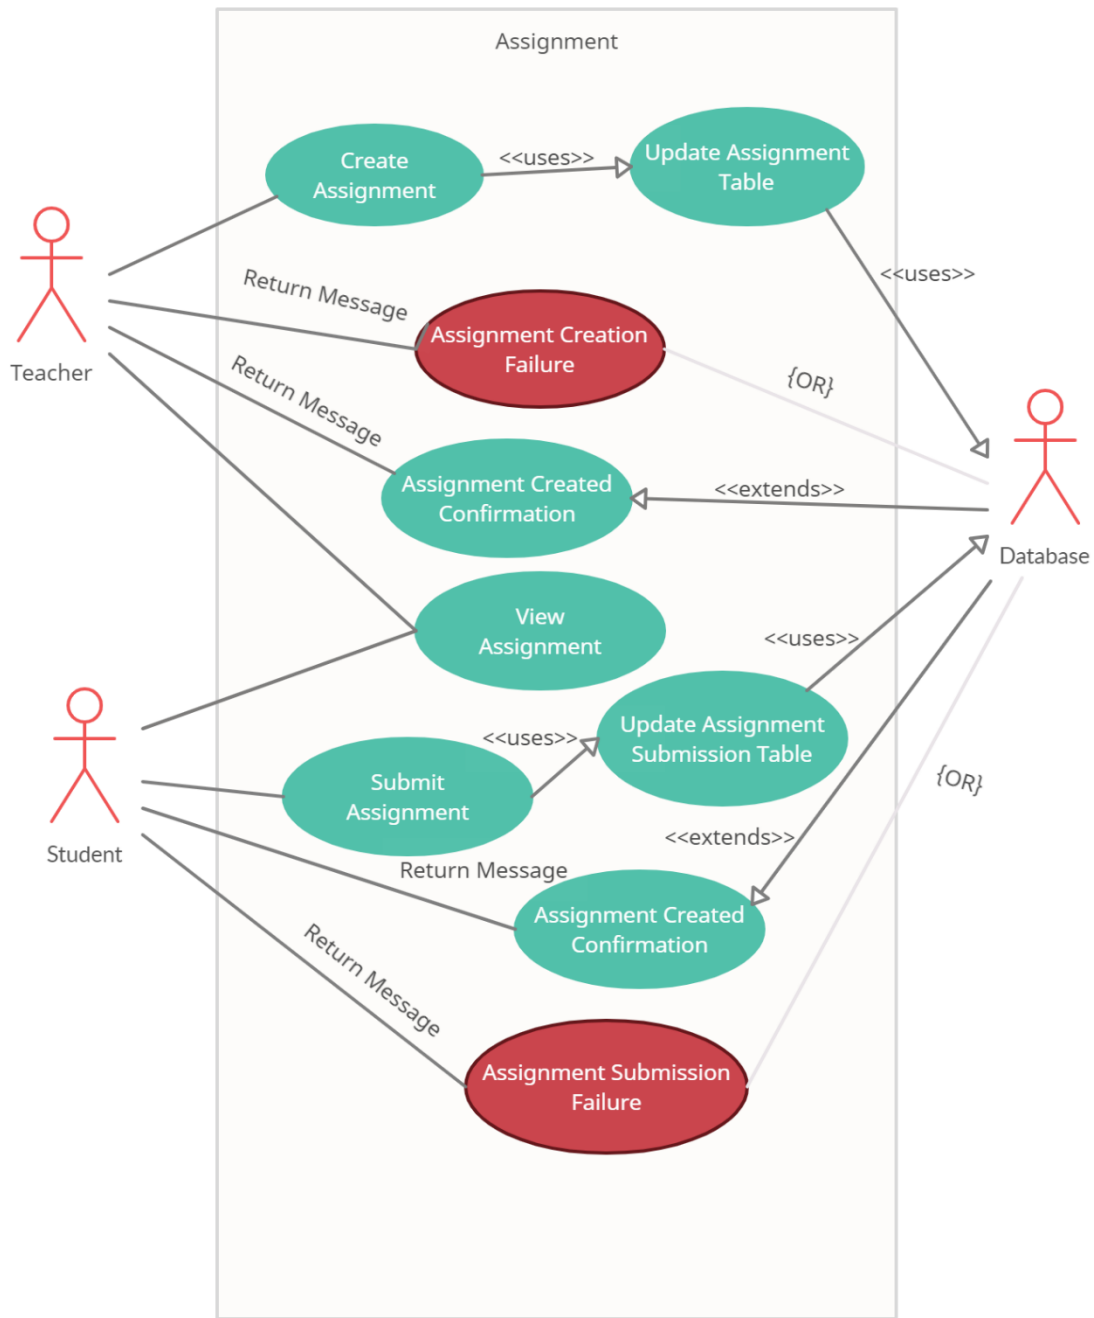 Assignment
Create
Assignment
<<uses>>
Update Assignment
Table
<<uses>>
Return Message
Assignment Creation
Failure
{OR}
Teacher
Return Message
Assignment Created
Confirmation
<<extends>>
Database
View
Assignment
<<uses>>
Update Assignment
Submission Table
<<uses>>
Submit
Assignment
{OR}
Student
<<extends>>
Return Message
Assignment Created
Confirmation
Return Message
Assignment Submission
Failure